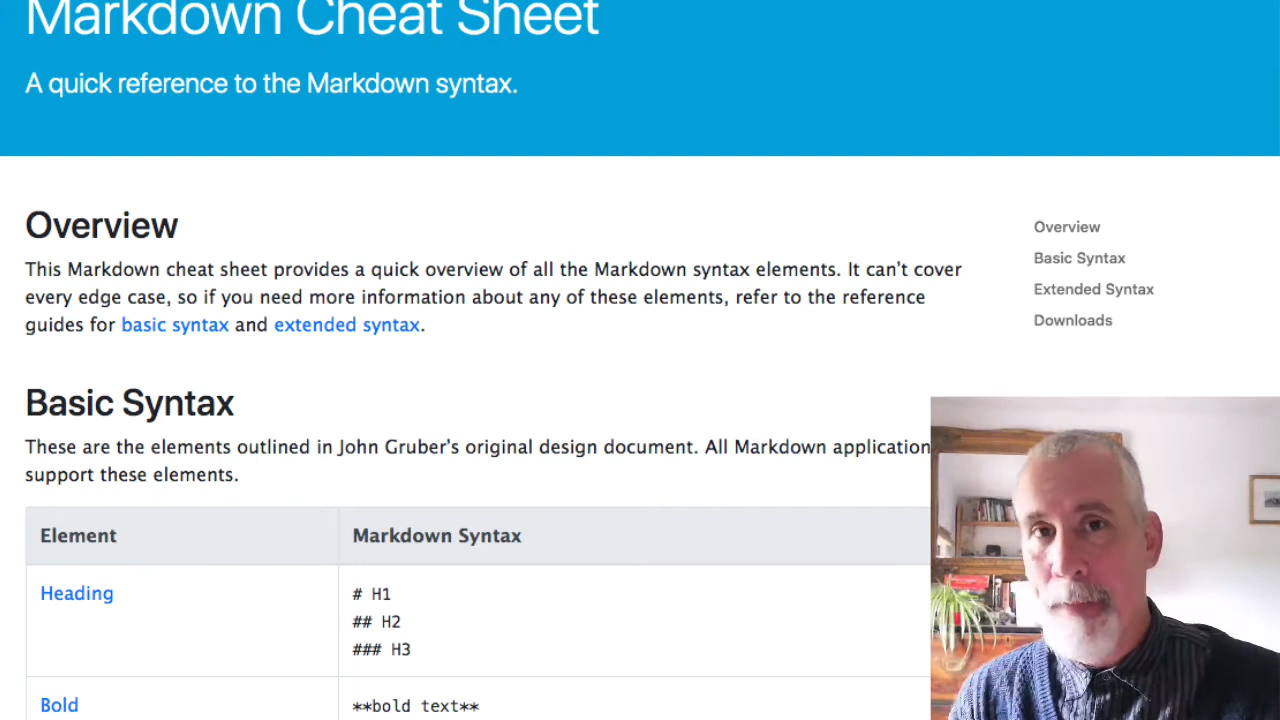 Markdown Cheat Sheet
A quick reference to the Markdown syntax.
Overview
This Markdown cheat sheet provides a quick overview of all the Markdown syntax elements. It can’t cover
every edge case, so if you need more information about any of these elements, refer to the reference
guides for basic syntax and extended syntax.
Overview
Basic Syntax
Extended Syntax
Downloads
Basic Syntax
These are the elements outlined in John Gruber’s original design document. All Markdown application
support these elements.
Element Markdown Syntax
Heading # H1
## H2
### H3
Bold **bold text**